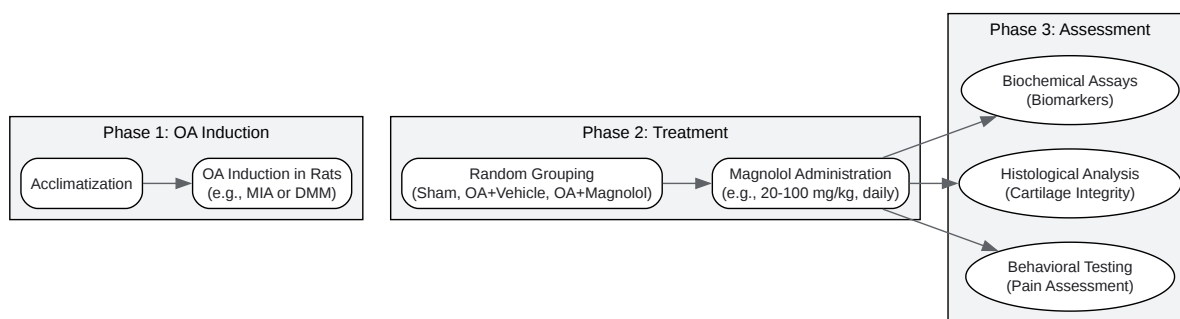 Phase 1: OA Induction
Acclimatization
OA Induction in Rats
(e.g., MIA or DMM)
Phase 2: Treatment
Random Grouping
(Sham, OA+Vehicle, OA+Magnolol)
Magnolol Administration
(e.g., 20-100 mg/kg, daily)
Phase 3: Assessment
Biochemical Assays
(Biomarkers)
Histological Analysis
(Cartilage Integrity)
Behavioral Testing
(Pain Assessment)